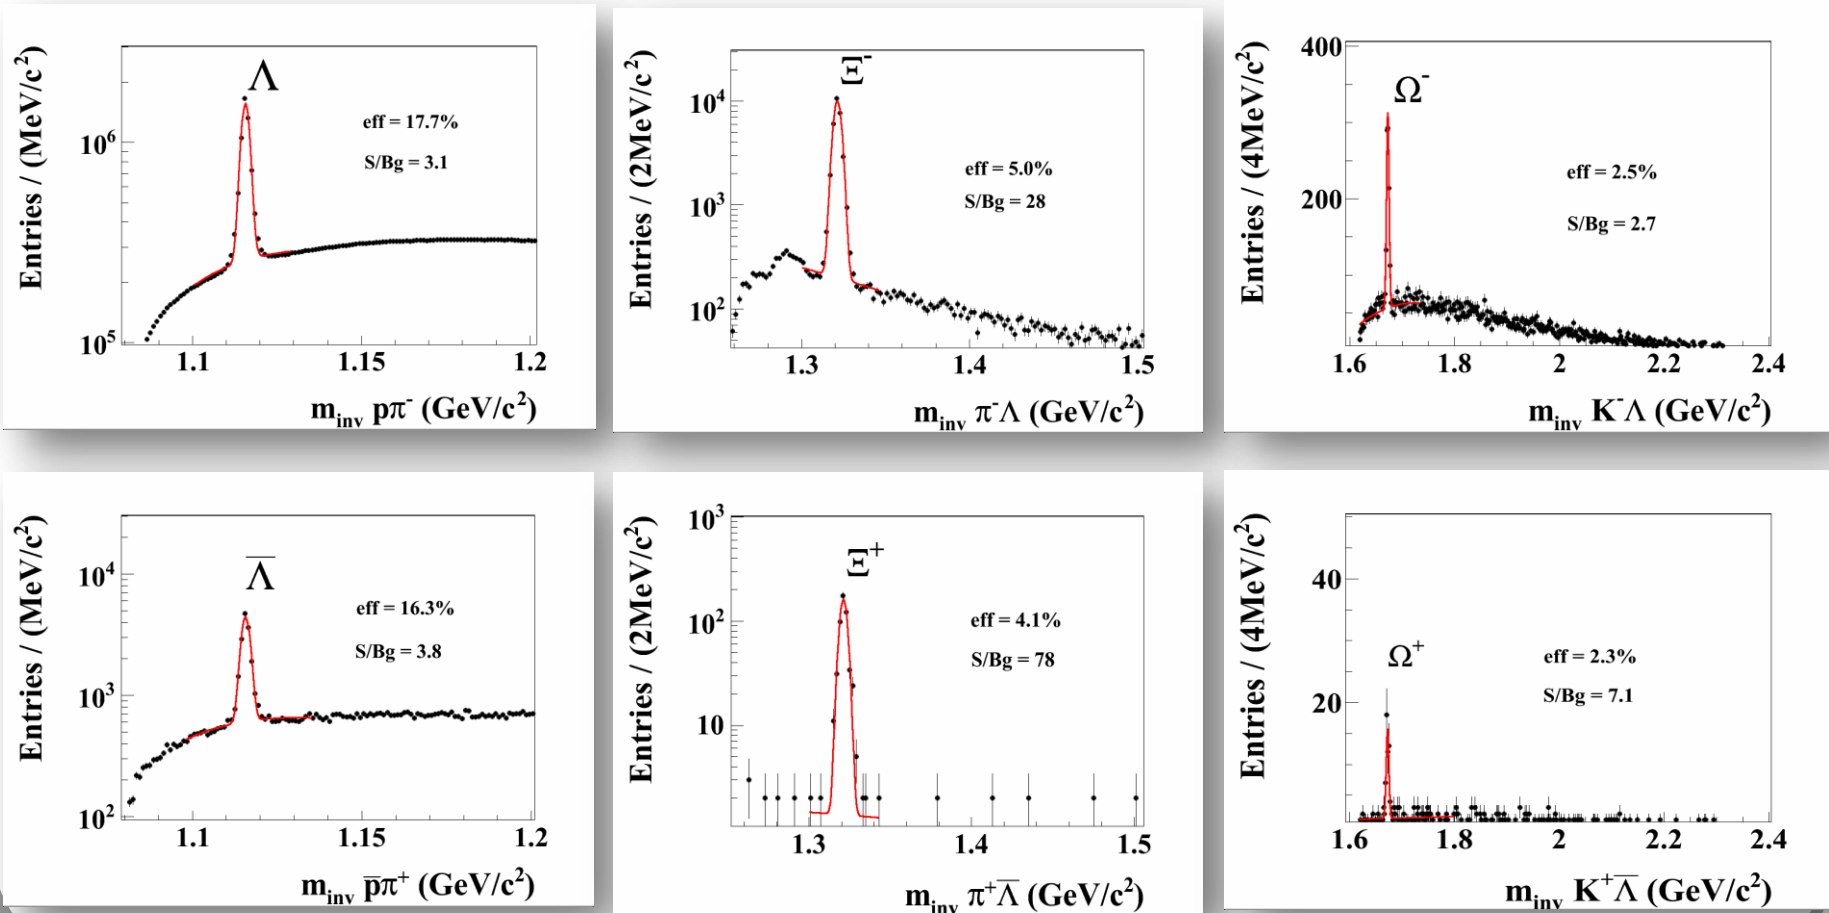 Entries / (MeV/c²)
Λ
eff = 17.7%
S/Bg = 3.1
10⁶
10⁵
1.1 1.15 1.2
m_inv pπ⁻ (GeV/c²)
Entries / (2MeV/c²)
Ξ⁻
eff = 5.0%
S/Bg = 28
10⁴
10³
10²
1.3 1.4 1.5
m_inv π⁻Λ (GeV/c²)
Entries / (4MeV/c²)
Ω⁻
eff = 2.5%
S/Bg = 2.7
400
200
1.6 1.8 2 2.2 2.4
m_inv K⁻Λ (GeV/c²)
Entries / (MeV/c²)
Λ̅
eff = 16.3%
S/Bg = 3.8
10⁴
10³
10²
1.1 1.15 1.2
m_inv p̅π⁺ (GeV/c²)
Entries / (2MeV/c²)
Ξ⁺
eff = 4.1%
S/Bg = 78
10³
10²
10
1.3 1.4 1.5
m_inv π⁺Λ̅ (GeV/c²)
Entries / (4MeV/c²)
Ω⁺
eff = 2.3%
S/Bg = 7.1
40
20
1.6 1.8 2 2.2 2.4
m_inv K⁺Λ̅ (GeV/c²)